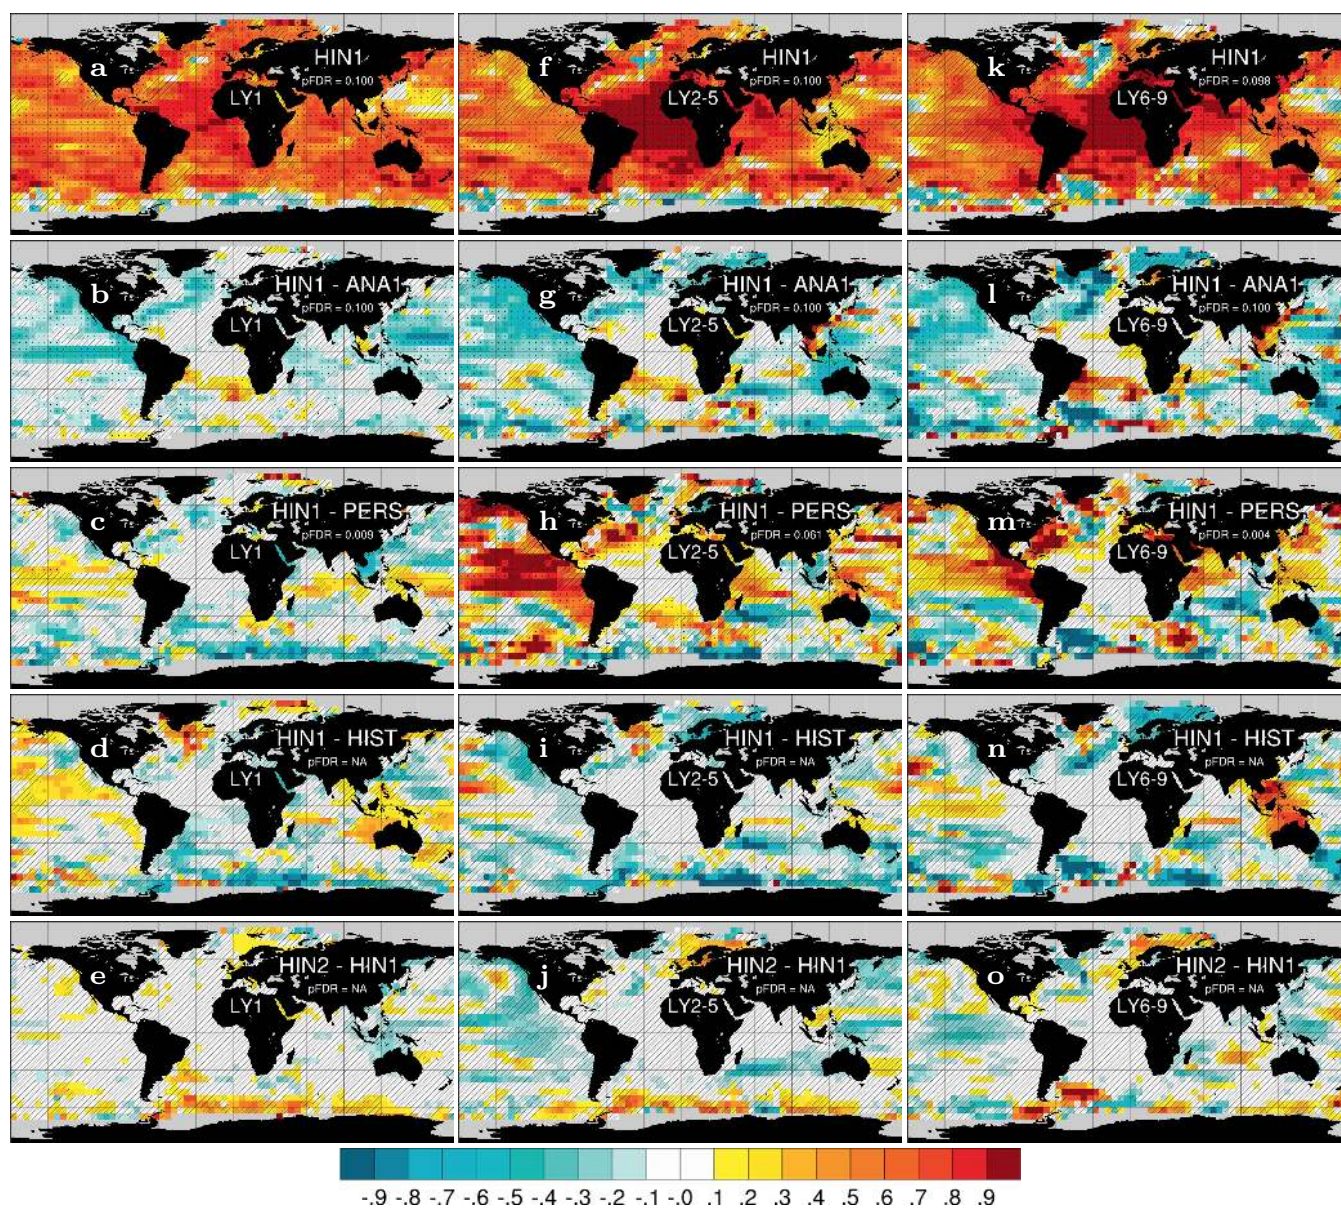 a HIN1
pFDR = 0.100
LY1
f HIN1
pFDR = 0.100
LY2-5
k HIN1
pFDR = 0.098
LY6-9
b HIN1 - ANA1
pFDR = 0.100
LY1
g HIN1 - ANA1
pFDR = 0.100
LY2-5
l HIN1 - ANA1
pFDR = 0.100
LY6-9
c HIN1 - PERS
pFDR = 0.009
LY1
h HIN1 - PERS
pFDR = 0.061
LY2-5
m HIN1 - PERS
pFDR = 0.004
LY6-9
d HIN1 - HIST
pFDR = NA
LY1
i HIN1 - HIST
pFDR = NA
LY2-5
n HIN1 - HIST
pFDR = NA
LY6-9
e HIN2 - HIN1
pFDR = NA
LY1
j HIN2 - HIN1
pFDR = NA
LY2-5
o HIN2 - HIN1
pFDR = NA
LY6-9
-.9 -.8 -.7 -.6 -.5 -.4 -.3 -.2 -.1 -.0 .1 .2 .3 .4 .5 .6 .7 .8 .9